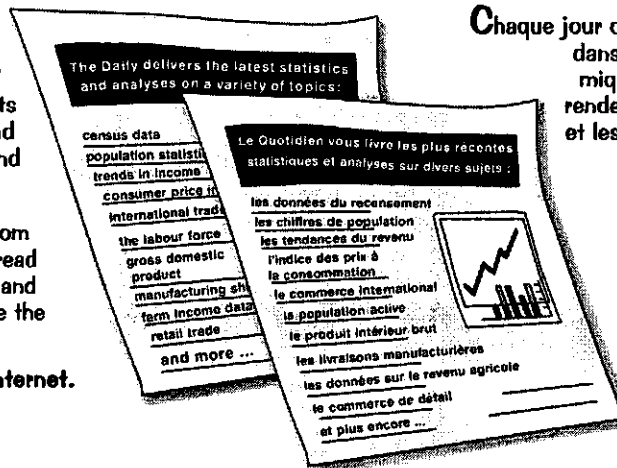 ts
nd
nd
om
read
and
e the
nternet.
The Daily delivers the latest statistics
and analyses on a variety of topics:
census data
population statisti
trends in income
consumer price in
international trad
the labour force
gross domestic
product
manufacturing sh
farm income data
retail trade
and more ...
Chaque jour
dans
miq
rende
et les
Le Quotidien vous livre les plus récentes
statistiques et analyses sur divers sujets :
les données du recensement
les chiffres de population
les tendances du revenu
l'indice des prix à
la consommation
le commerce international
la population active
le produit intérieur brut
les livraisons manufacturières
les données sur le revenu agricole
le commerce de détail
et plus encore ...